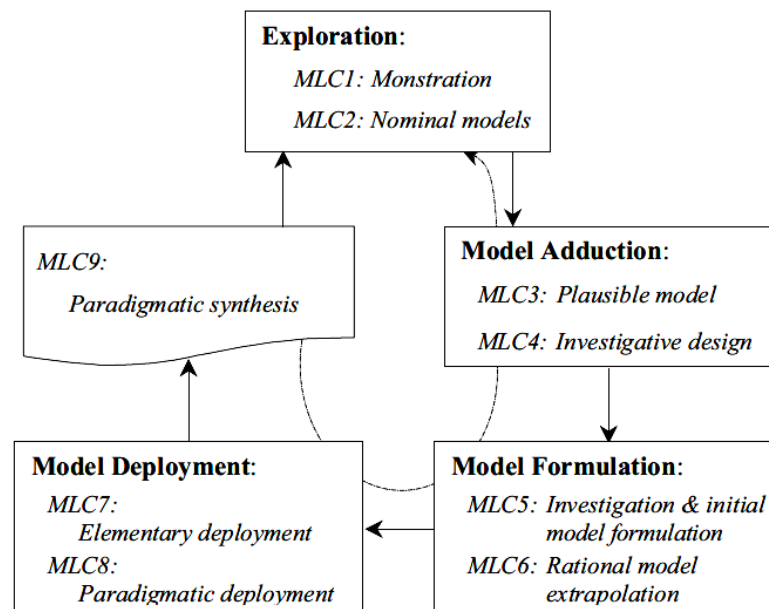 Exploration:
MLC1: Monstration
MLC2: Nominal models
Model Adduction:
MLC3: Plausible model
MLC4: Investigative design
Model Formulation:
MLC5: Investigation & initial
model formulation
MLC6: Rational model
extrapolation
Model Deployment:
MLC7:
Elementary deployment
MLC8:
Paradigmatic deployment
MLC9:
Paradigmatic synthesis